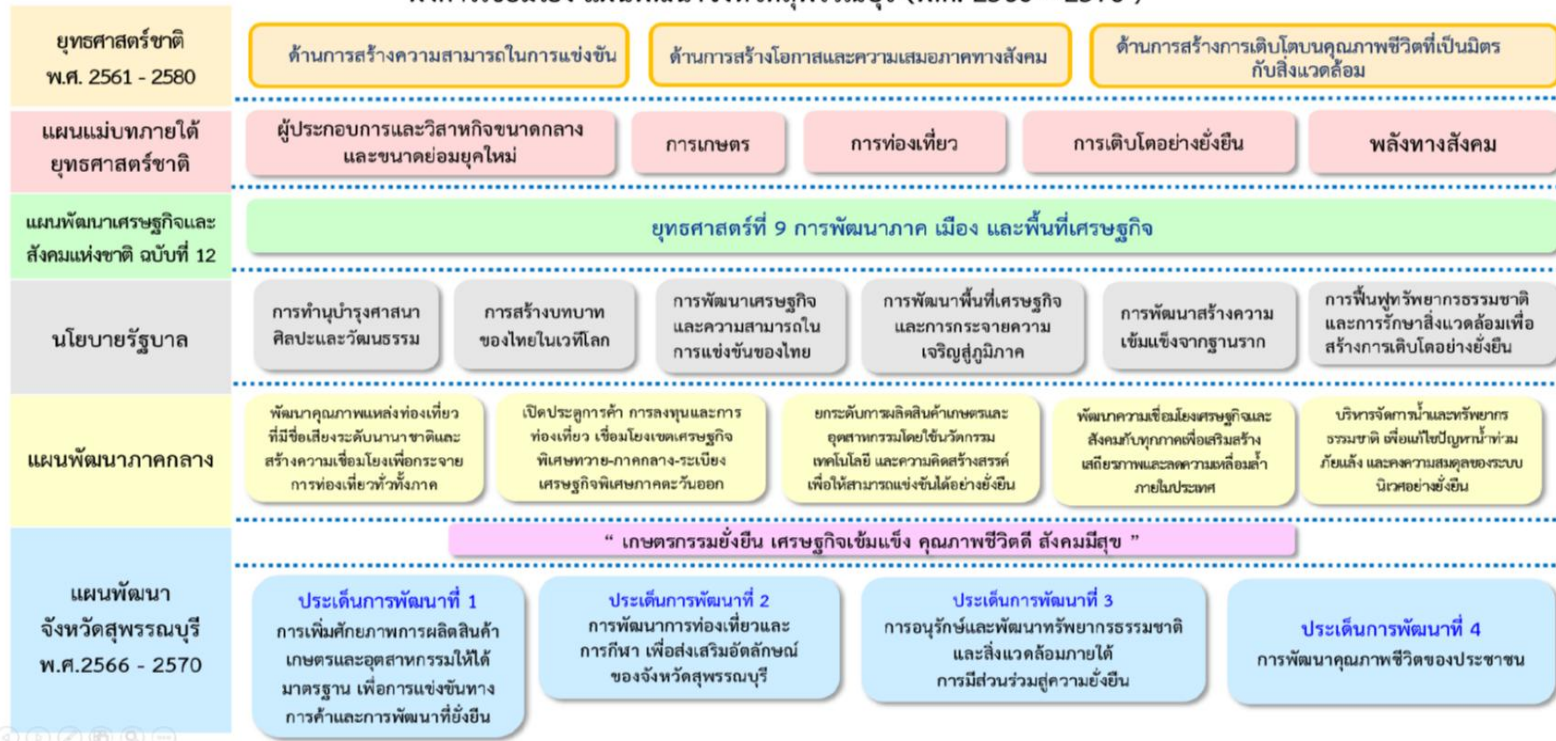 ยุทธศาสตร์ชาติ
พ.ศ. 2561 - 2580
ด้านการสร้างความสามารถในการแข่งขัน
ด้านการสร้างโอกาสและความเสมอภาคทางสังคม
ด้านการสร้างการเติบโตบนคุณภาพชีวิตที่เป็นมิตร
กับสิ่งแวดล้อม
แผนแม่บทภายใต้
ยุทธศาสตร์ชาติ
ผู้ประกอบการและวิสาหกิจขนาดกลาง
และขนาดย่อมยุคใหม่
การเกษตร
การท่องเที่ยว
การเติบโตอย่างยั่งยืน
พลังทางสังคม
แผนพัฒนาเศรษฐกิจและ
สังคมแห่งชาติ ฉบับที่ 12
ยุทธศาสตร์ที่ 9 การพัฒนาภาค เมือง และพื้นที่เศรษฐกิจ
นโยบายรัฐบาล
การทำนุบำรุงศาสนา
ศิลปะและวัฒนธรรม
การสร้างบทบาท
ของไทยในเวทีโลก
การพัฒนาเศรษฐกิจ
และความสามารถใน
การแข่งขันของไทย
การพัฒนาพื้นที่เศรษฐกิจ
และการกระจายความ
เจริญสู่ภูมิภาค
การพัฒนาสร้างความ
เข้มแข็งจากฐานราก
การฟื้นฟูทรัพยากรธรรมชาติ
และการรักษาสิ่งแวดล้อมเพื่อ
สร้างการเติบโตอย่างยั่งยืน
แผนพัฒนาภาคกลาง
พัฒนาคุณภาพแหล่งท่องเที่ยว
ที่มีชื่อเสียงระดับนานาชาติและ
สร้างความเชื่อมโยงเพื่อกระจาย
การท่องเที่ยวทั่วทั้งภาค
เปิดประตูการค้า การลงทุนและการ
ท่องเที่ยว เชื่อมโยงเขตเศรษฐกิจ
พิเศษทวาย-ภาคกลาง-ระเบียง
เศรษฐกิจพิเศษภาคตะวันออก
ยกระดับการผลิตสินค้าเกษตรและ
อุตสาหกรรมโดยใช้นวัตกรรม
เทคโนโลยี และความคิดสร้างสรรค์
เพื่อให้สามารถแข่งขันได้อย่างยั่งยืน
พัฒนาความเชื่อมโยงเศรษฐกิจและ
สังคมกับทุกภาคเพื่อเสริมสร้าง
เสถียรภาพและลดความเหลื่อมล้ำ
ภายในประเทศ
บริหารจัดการน้ำและทรัพยากร
ธรรมชาติ เพื่อแก้ไขปัญหาน้ำท่วม
ภัยแล้ง และคงความสมดุลของระบบ
นิเวศอย่างยั่งยืน
“ เกษตรกรรมยั่งยืน เศรษฐกิจเข้มแข็ง คุณภาพชีวิตดี สังคมมีสุข ”
แผนพัฒนา
จังหวัดสุพรรณบุรี
พ.ศ.2566 - 2570
ประเด็นการพัฒนาที่ 1
การเพิ่มศักยภาพการผลิตสินค้า
เกษตรและอุตสาหกรรมให้ได้
มาตรฐาน เพื่อการแข่งขันทาง
การค้าและการพัฒนาที่ยั่งยืน
ประเด็นการพัฒนาที่ 2
การพัฒนาการท่องเที่ยวและ
การกีฬา เพื่อส่งเสริมอัตลักษณ์
ของจังหวัดสุพรรณบุรี
ประเด็นการพัฒนาที่ 3
การอนุรักษ์และพัฒนาทรัพยากรธรรมชาติ
และสิ่งแวดล้อมภายใต้
การมีส่วนร่วมสู่ความยั่งยืน
ประเด็นการพัฒนาที่ 4
การพัฒนาคุณภาพชีวิตของประชาชน